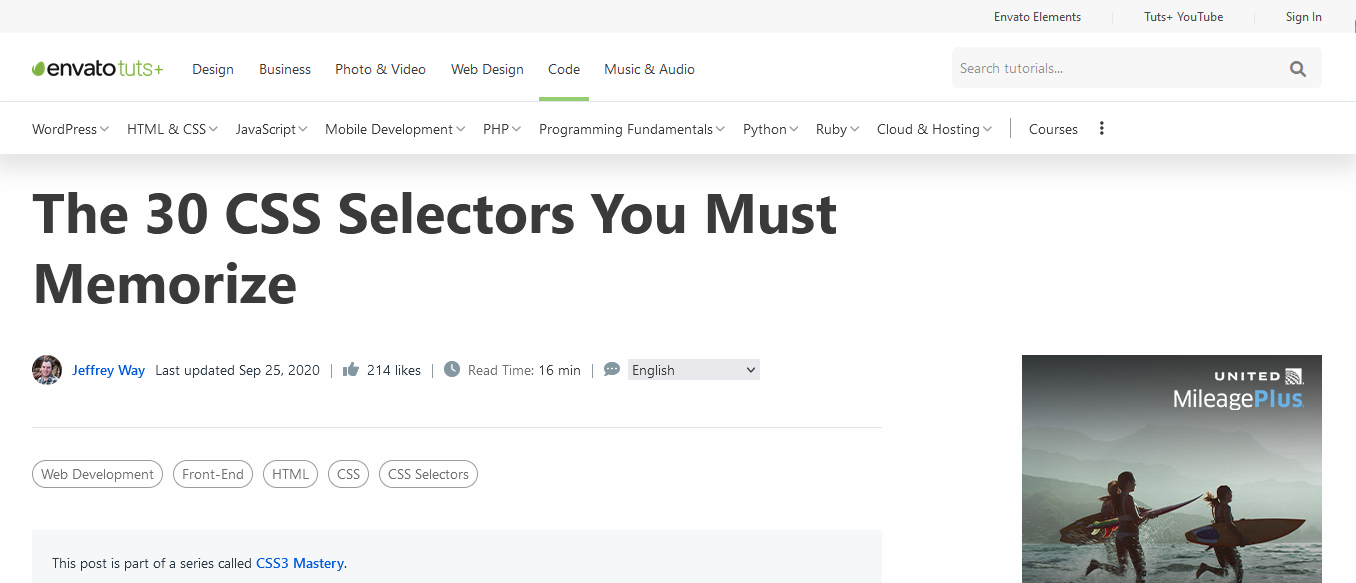 Envato Elements Tuts+ YouTube Sign In
envato tuts+ Design Business Photo & Video Web Design Code Music & Audio Search tutorials...
WordPress HTML & CSS JavaScript Mobile Development PHP Programming Fundamentals Python Ruby Cloud & Hosting Courses
The 30 CSS Selectors You Must
Memorize
Jeffrey Way Last updated Sep 25, 2020 | 214 likes | Read Time: 16 min | English
UNITED
MileagePlus
Web Development Front-End HTML CSS CSS Selectors
This post is part of a series called CSS3 Mastery.